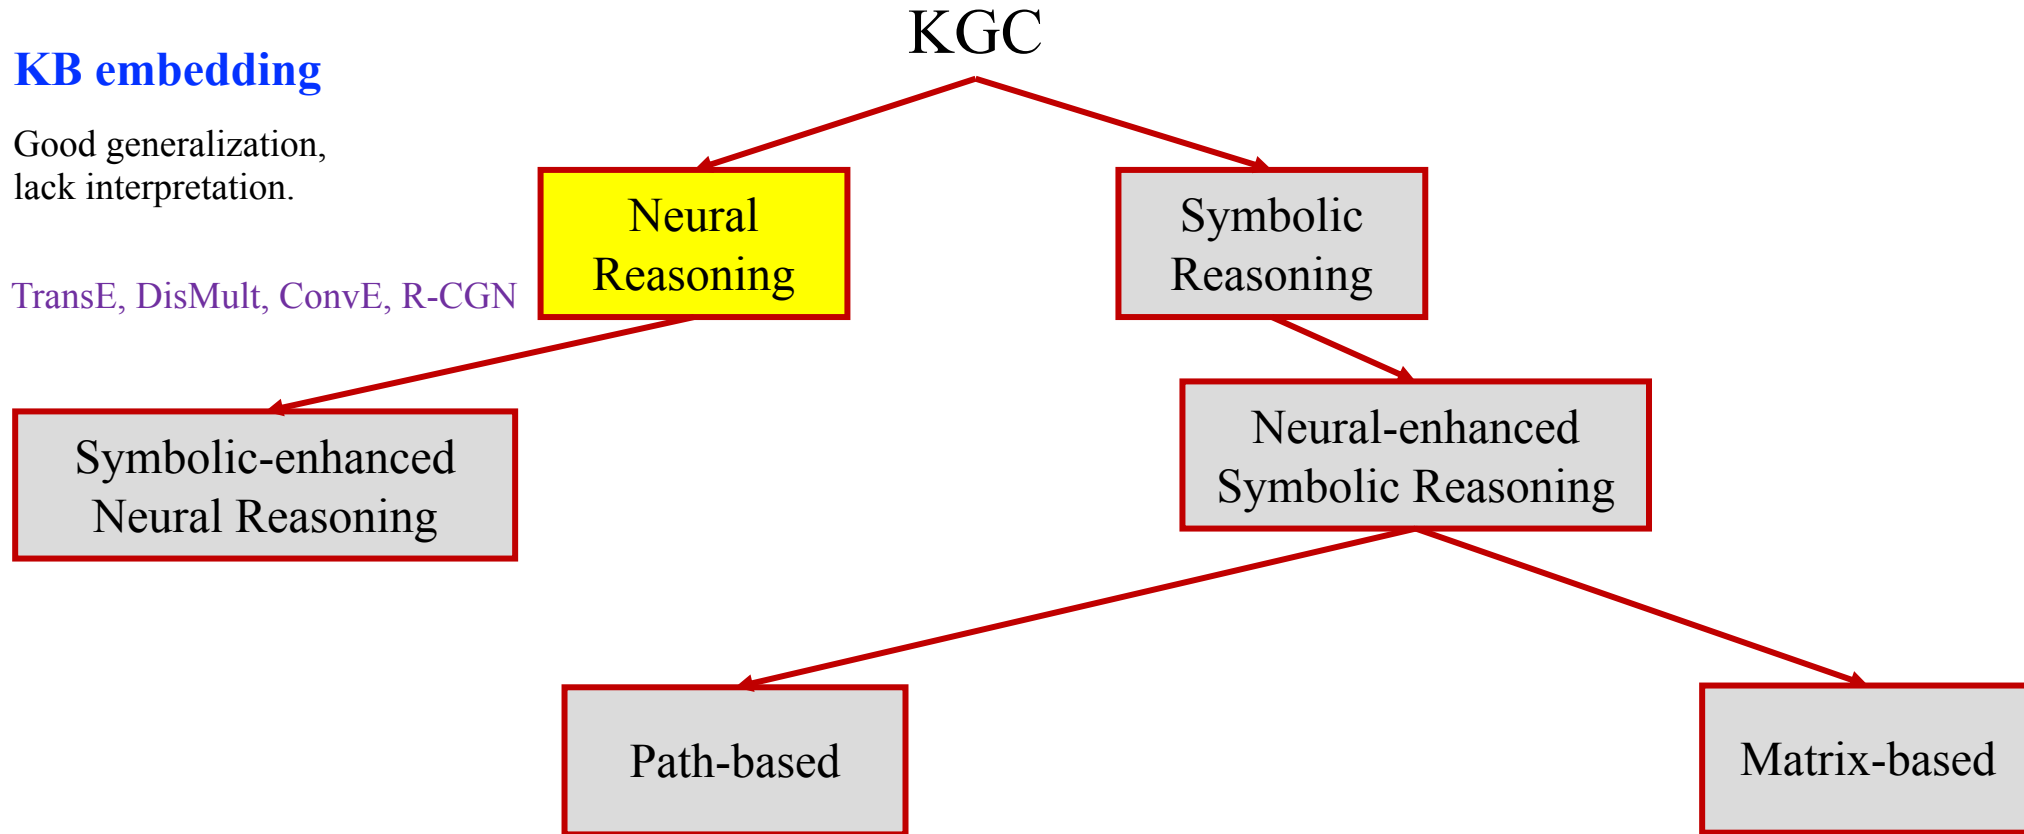 KGC
KB embedding
Good generalization,
lack interpretation.
TransE, DisMult, ConvE, R-CGN
Neural
Reasoning
Symbolic
Reasoning
Symbolic-enhanced
Neural Reasoning
Neural-enhanced
Symbolic Reasoning
Path-based
Matrix-based